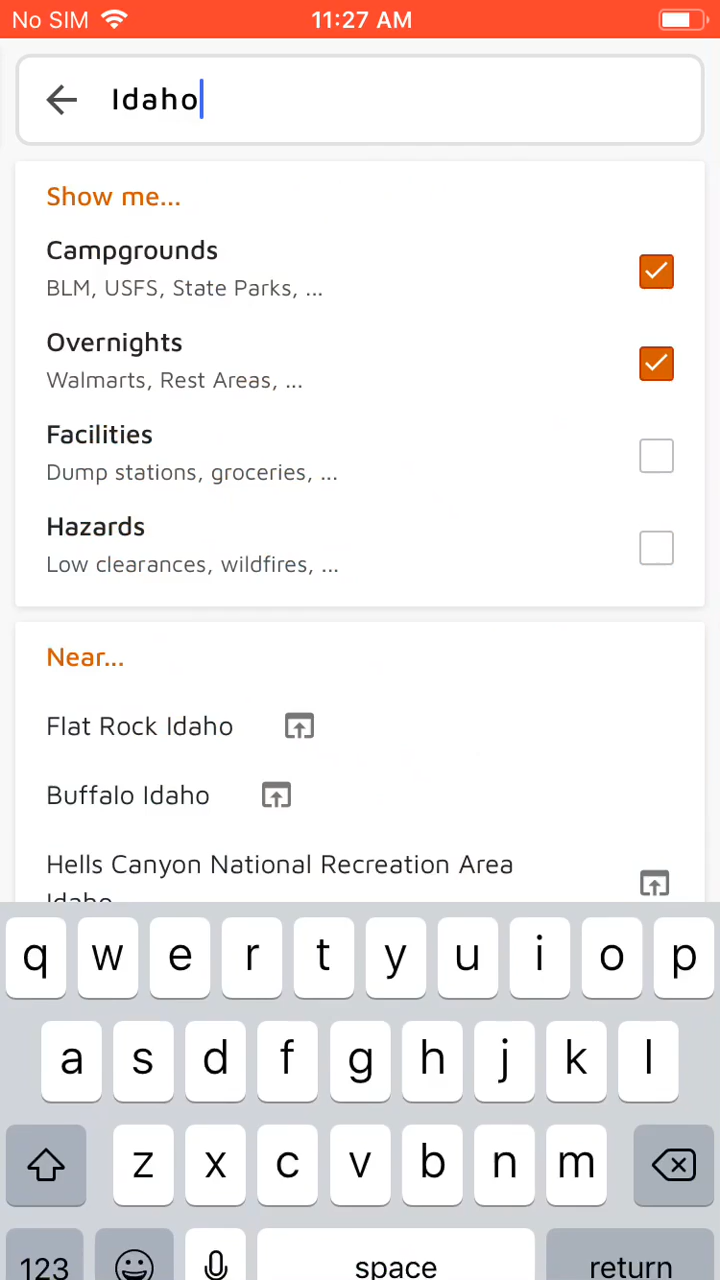 No SIM 11:27 AM
Idaho
Show me...
Campgrounds
BLM, USFS, State Parks, ...
Overnights
Walmarts, Rest Areas, ...
Facilities
Dump stations, groceries, ...
Hazards
Low clearances, wildfires, ...
Near...
Flat Rock Idaho
Buffalo Idaho
Hells Canyon National Recreation Area
Idaho
q w e r t y u i o p
a s d f g h j k l
z x c v b n m
123 space return